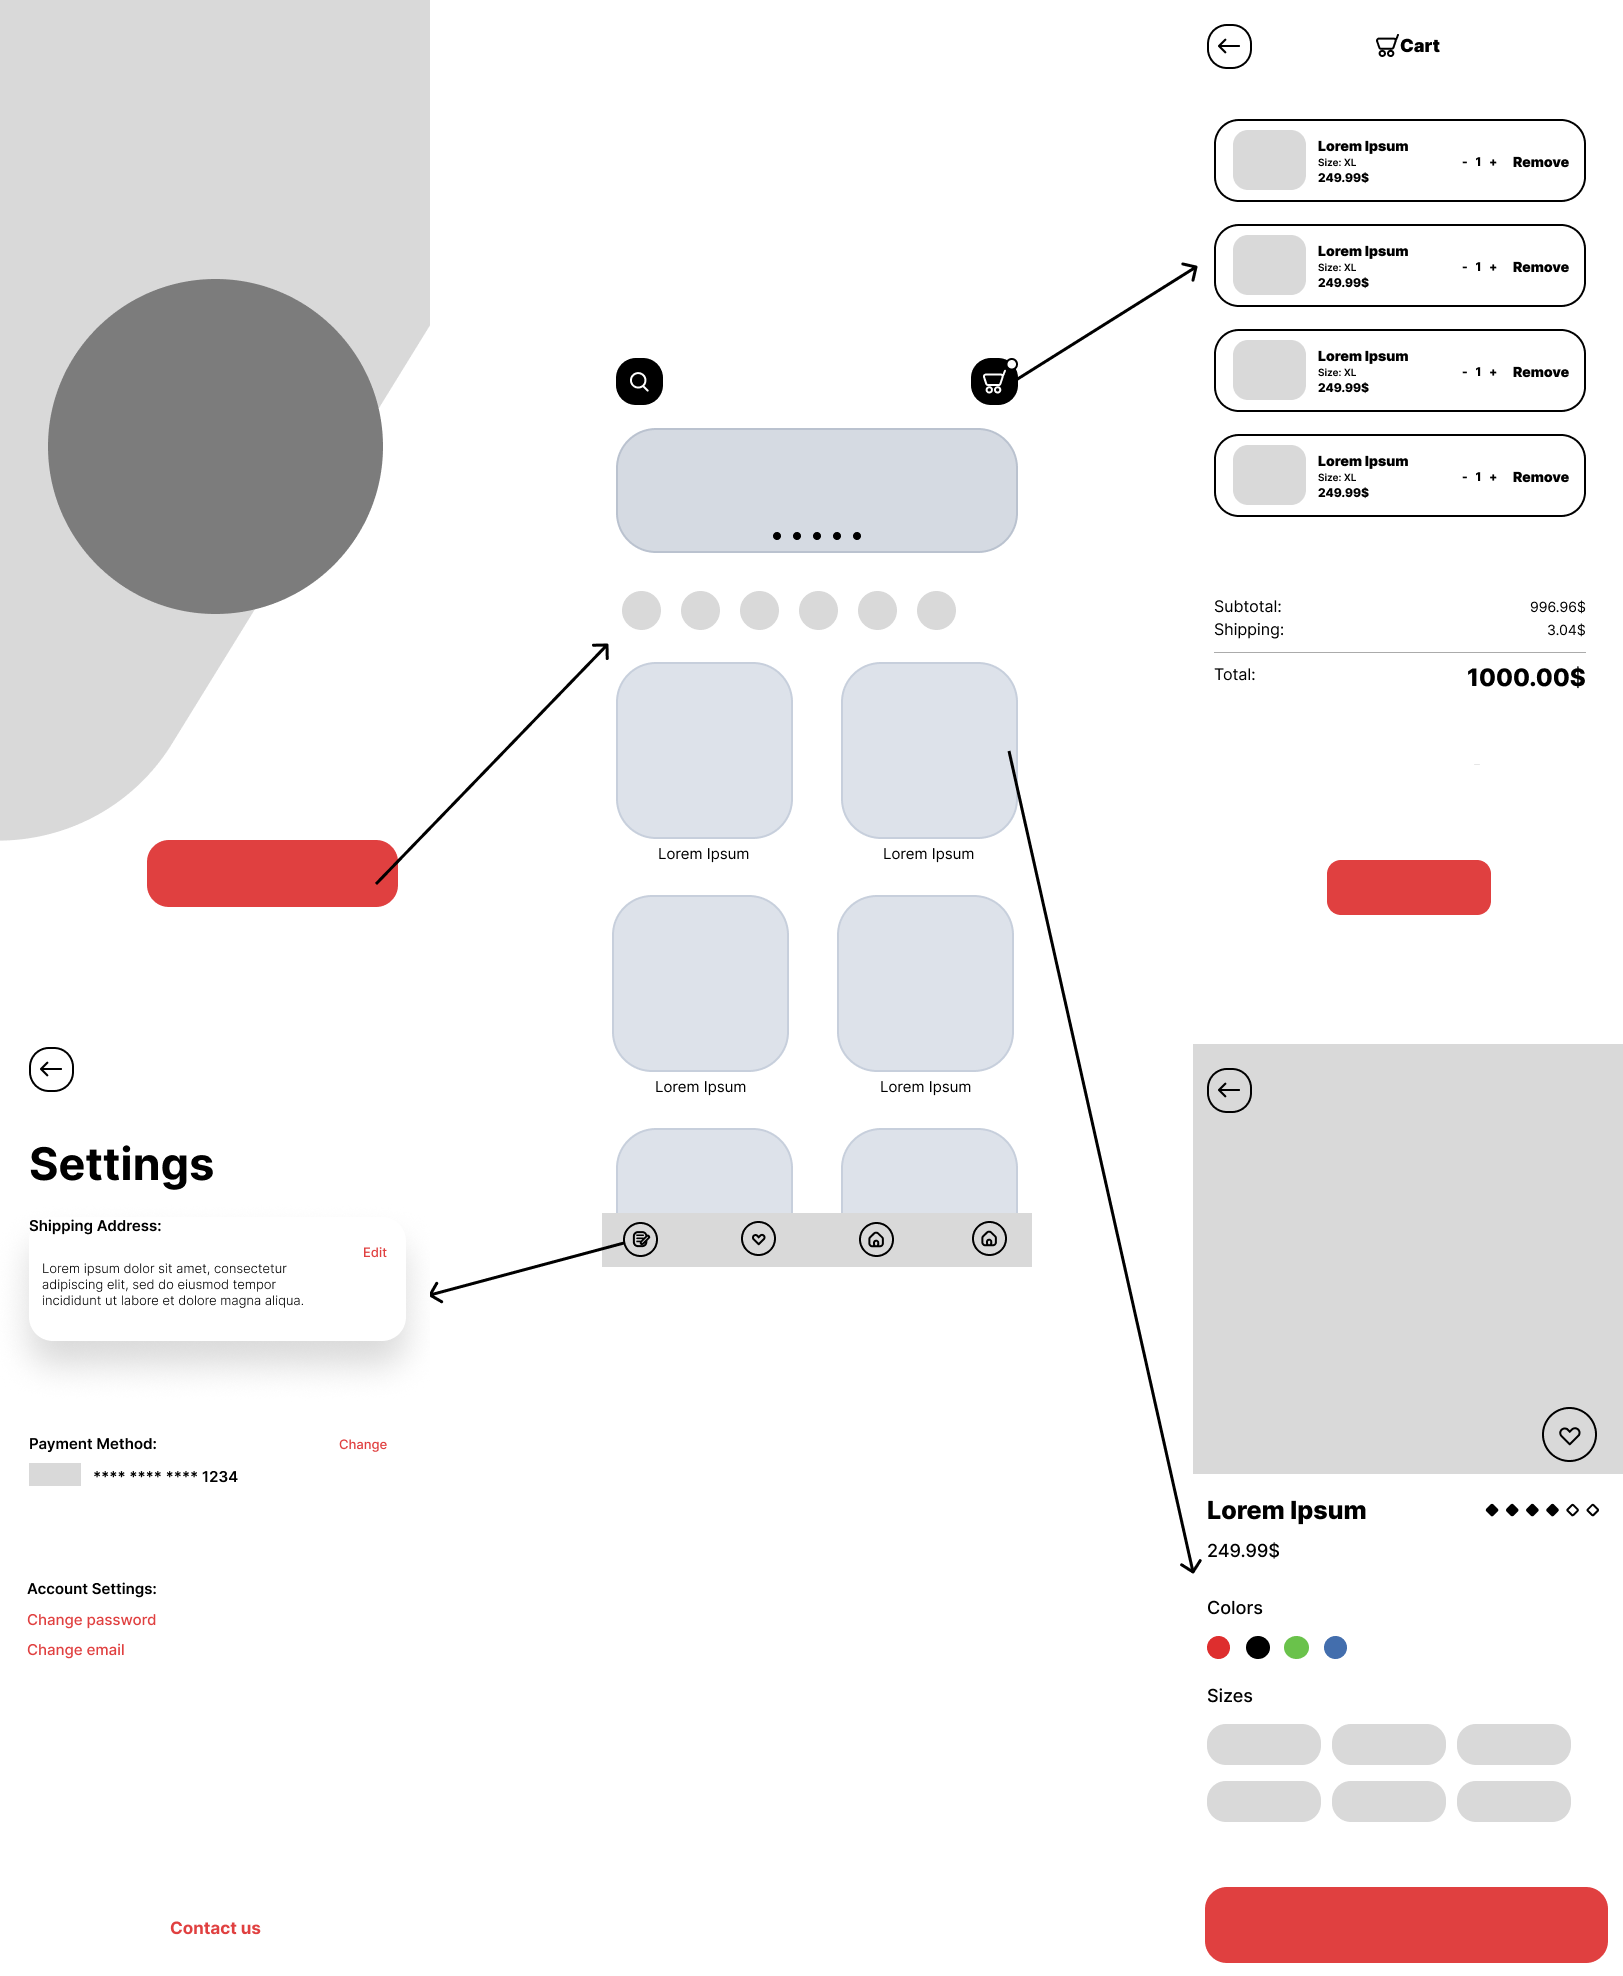 Cart
Lorem Ipsum
Size: XL
249.99$
- 1 + Remove
Lorem Ipsum
Size: XL
249.99$
- 1 + Remove
Lorem Ipsum
Size: XL
249.99$
- 1 + Remove
Lorem Ipsum
Size: XL
249.99$
- 1 + Remove
Subtotal: 996.96$
Shipping: 3.04$
Total: 1000.00$
Lorem Ipsum
Lorem Ipsum
Lorem Ipsum
Lorem Ipsum
Settings
Shipping Address:
Edit
Lorem ipsum dolor sit amet, consectetur
adipiscing elit, sed do eiusmod tempor
incididunt ut labore et dolore magna aliqua.
Payment Method: Change
**** **** **** 1234
Account Settings:
Change password
Change email
Contact us
Lorem Ipsum
249.99$
Colors
Sizes